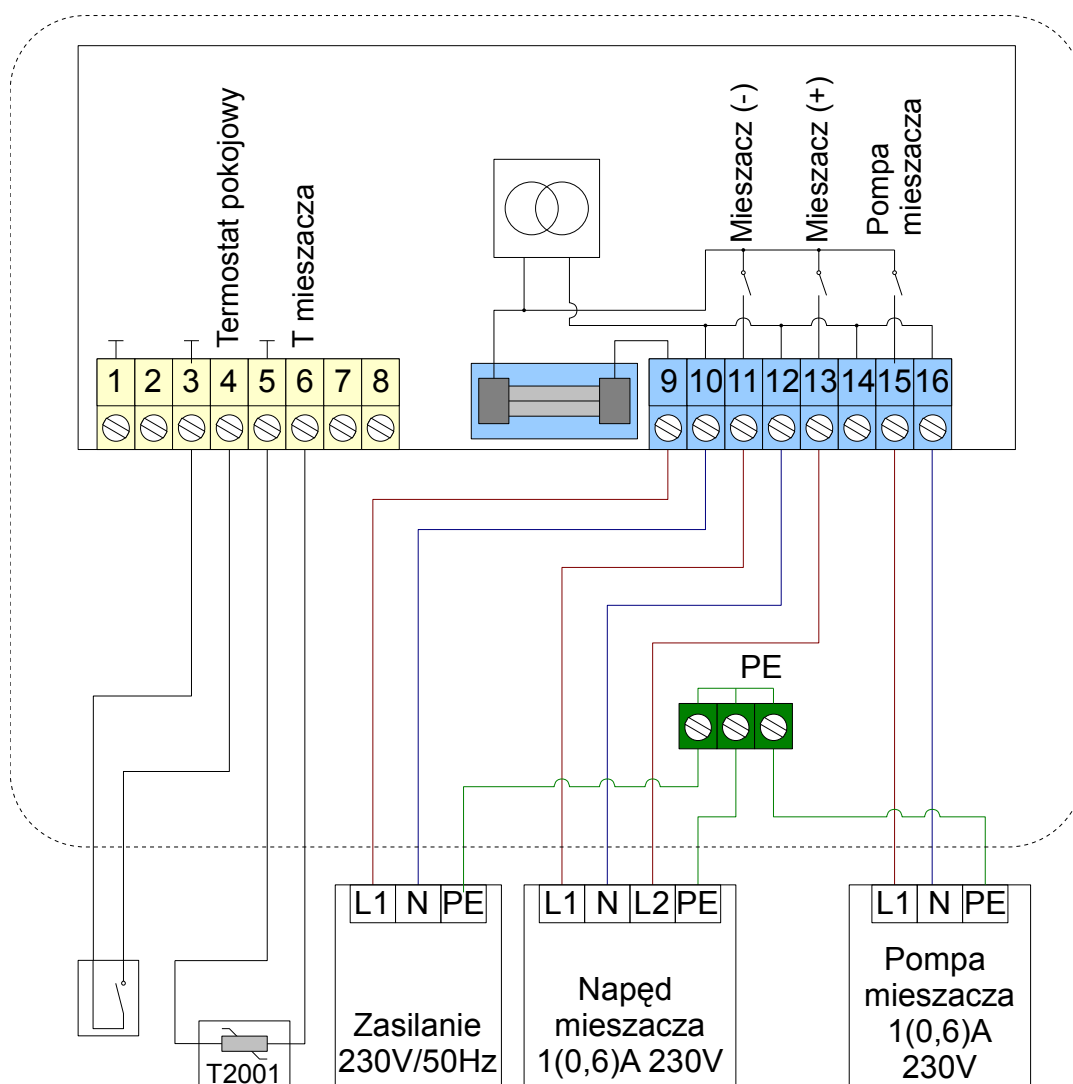 Termostat pokojowy
T mieszacza
Mieszacz (-)
Mieszacz (+)
Pompa
mieszacza
1 2 3 4 5 6 7 8
9 10 11 12 13 14 15 16
PE
L1 N PE
L1 N L2 PE
L1 N PE
T2001
Zasilanie
230V/50Hz
Napęd
mieszacza
1(0,6)A 230V
Pompa
mieszacza
1(0,6)A
230V